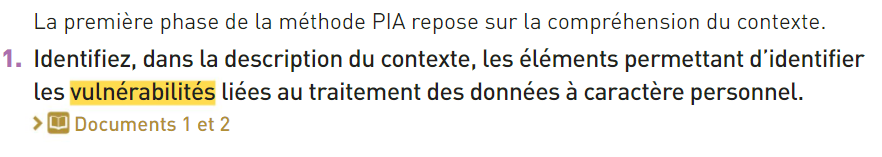 La première phase de la méthode PIA repose sur la compréhension du contexte.
1. Identifiez, dans la description du contexte, les éléments permettant d'identifier
les vulnérabilités liées au traitement des données à caractère personnel.
> Documents 1 et 2